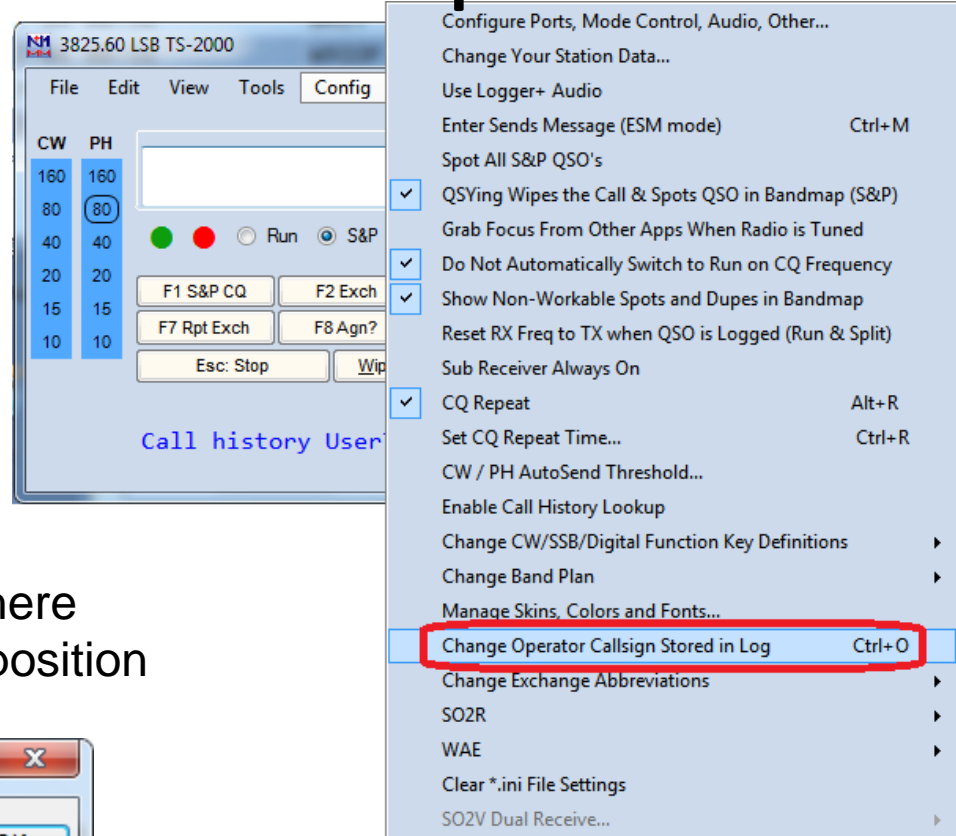 3825.60 LSB TS-2000
File Edit View Tools Config
CW PH
160 160
80 80
40 40
20 20
15 15
10 10
Run S&P
F1 S&P CQ F2 Exch
F7 Rpt Exch F8 Agn?
Esc: Stop Wip
Call history User
Configure Ports, Mode Control, Audio, Other...
Change Your Station Data...
Use Logger+ Audio
Enter Sends Message (ESM mode) Ctrl+M
Spot All S&P QSO's
QSYing Wipes the Call & Spots QSO in Bandmap (S&P)
Grab Focus From Other Apps When Radio is Tuned
Do Not Automatically Switch to Run on CQ Frequency
Show Non-Workable Spots and Dupes in Bandmap
Reset RX Freq to TX when QSO is Logged (Run & Split)
Sub Receiver Always On
CQ Repeat Alt+R
Set CQ Repeat Time... Ctrl+R
CW / PH AutoSend Threshold...
Enable Call History Lookup
Change CW/SSB/Digital Function Key Definitions
Change Band Plan
Manage Skins, Colors and Fonts...
Change Operator Callsign Stored in Log Ctrl+O
Change Exchange Abbreviations
SO2R
WAE
Clear *.ini File Settings
SO2V Dual Receive...
here
position